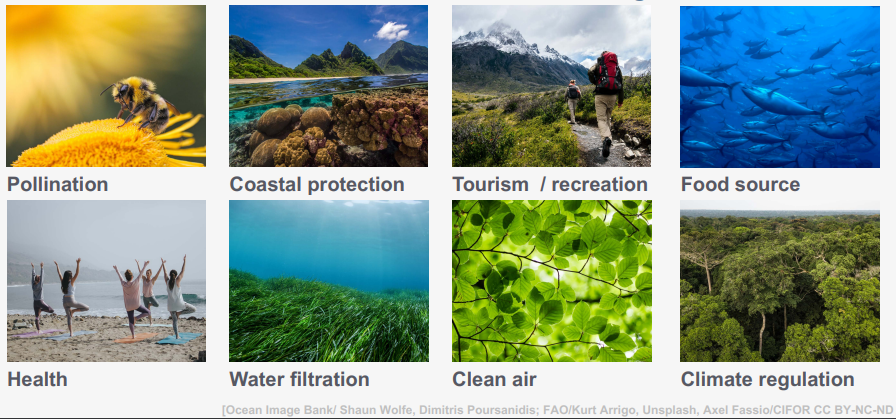 Pollination
Coastal protection
Tourism / recreation
Food source
Health
Water filtration
Clean air
Climate regulation
[Ocean Image Bank/ Shaun Wolfe, Dimitris Poursanidis; FAO/Kurt Arrigo, Unsplash, Axel Fassio/CIFOR CC BY-NC-ND